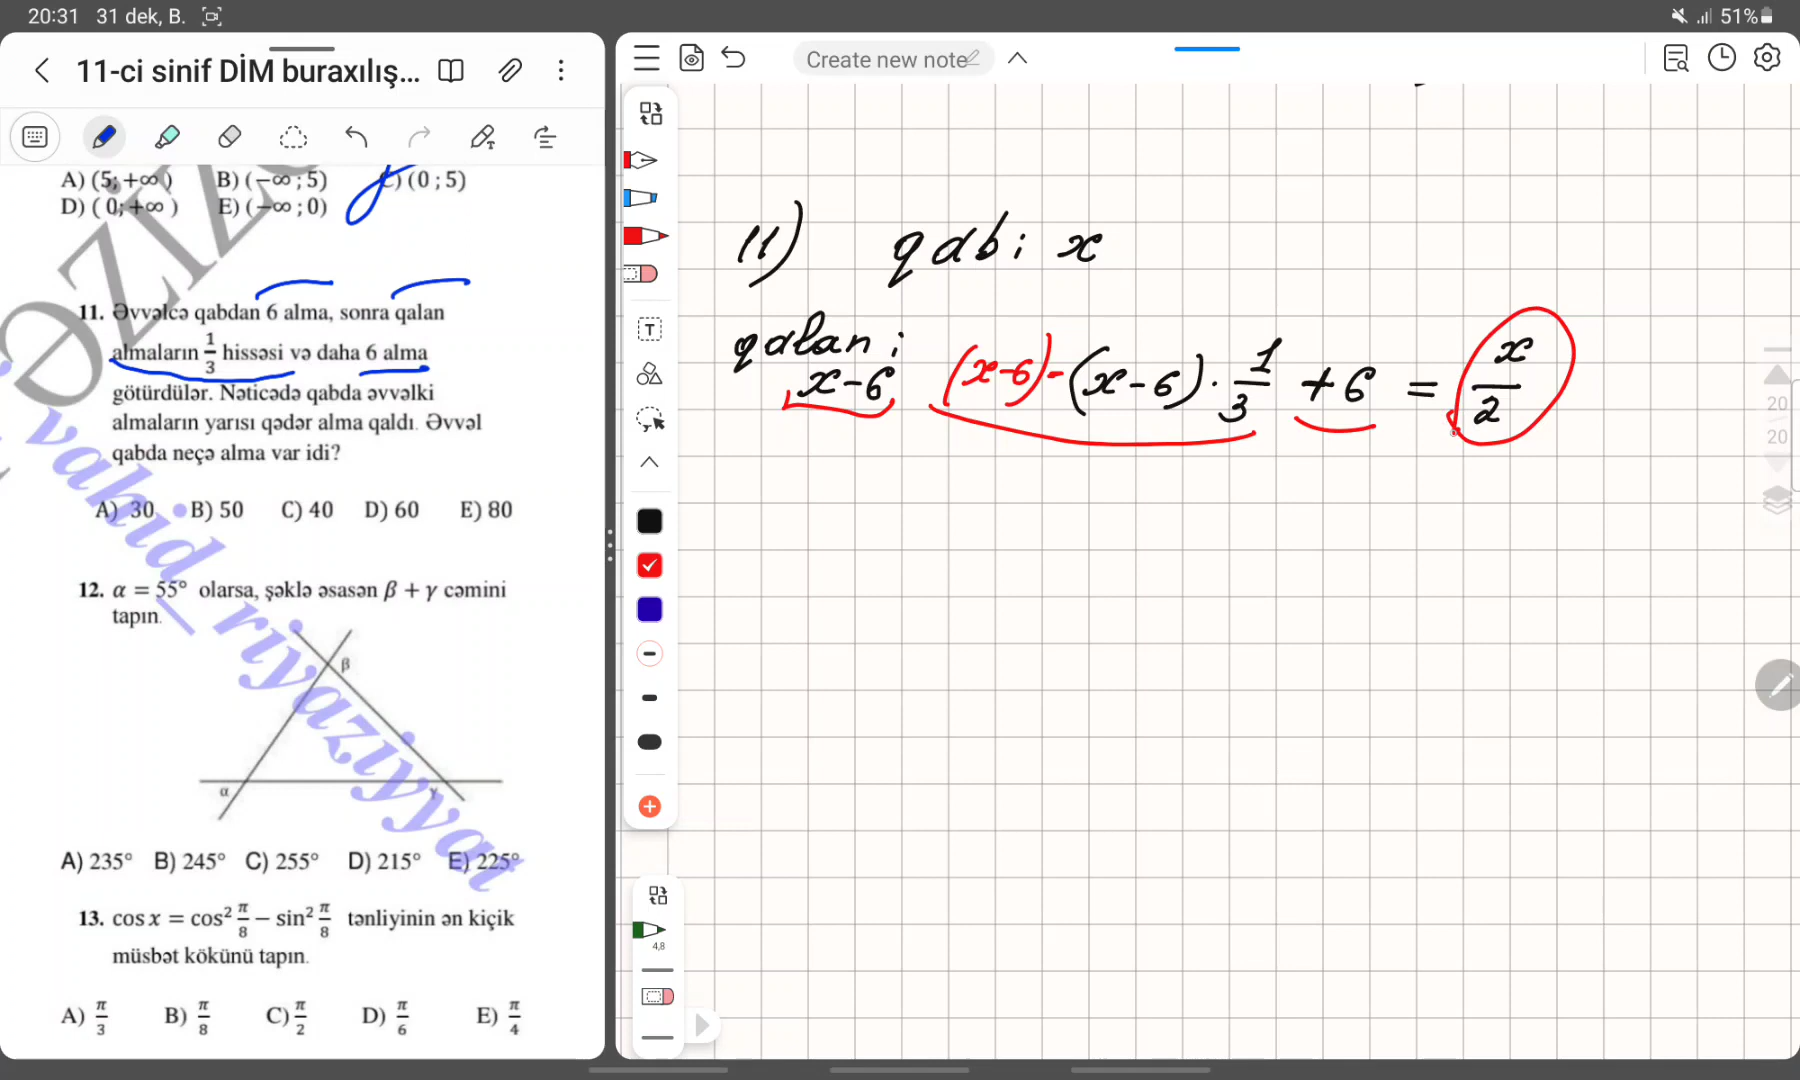 20:31 31 dek, B.
51%
11-ci sinif DİM buraxılış...
Create new note
A) (5; +∞) B) (−∞ ; 5) C) (0 ; 5)
D) ( 0; +∞ ) E) (−∞ ; 0)
11. Əvvəlcə qabdan 6 alma, sonra qalan
almaların 1/3 hissəsi və daha 6 alma
götürdülər. Nəticədə qabda əvvəlki
almaların yarısı qədər alma qaldı. Əvvəl
qabda neçə alma var idi?
A) 30 B) 50 C) 40 D) 60 E) 80
12. α = 55° olarsa, şəklə əsasən β + γ cəmini
tapın.
β
α
γ
A) 235° B) 245° C) 255° D) 215° E) 225°
13. cos x = cos² π/8 − sin² π/8 tənliyinin ən kiçik
müsbət kökünü tapın.
A) π/3 B) π/8 C) π/2 D) π/6 E) π/4
ƏZİZ
vahid_riyaziyyat
T
4,8
20
20
11) qab: x
qalan:
x−6 (x−6)−(x−6)·1/3 +6 = x/2